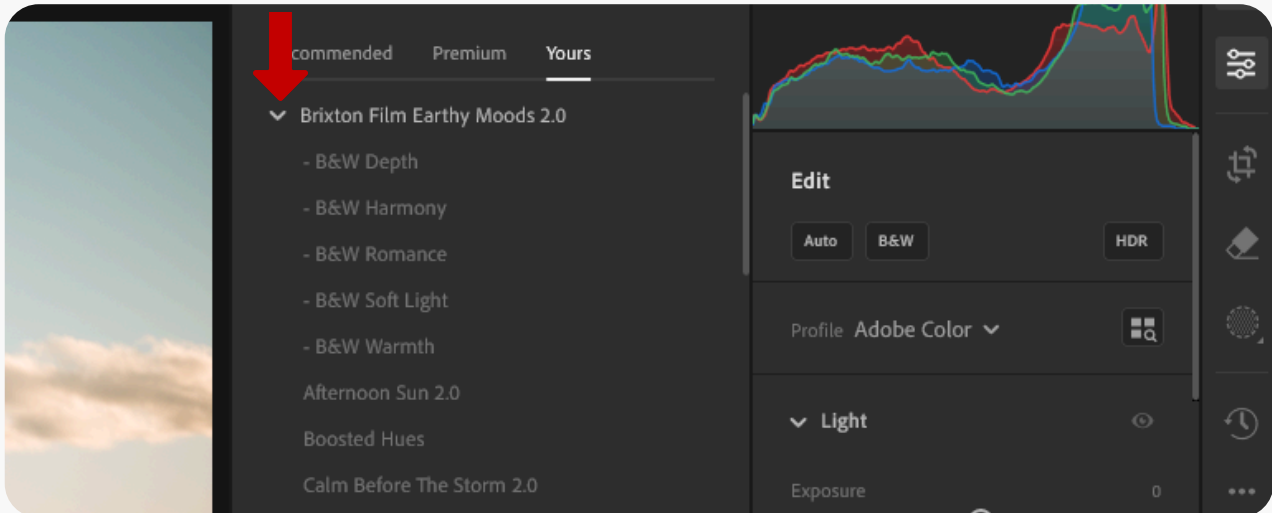 commended Premium Yours
Brixton Film Earthy Moods 2.0
- B&W Depth
- B&W Harmony
- B&W Romance
- B&W Soft Light
- B&W Warmth
Afternoon Sun 2.0
Boosted Hues
Calm Before The Storm 2.0
Edit
Auto B&W HDR
Profile Adobe Color
Light
Exposure 0